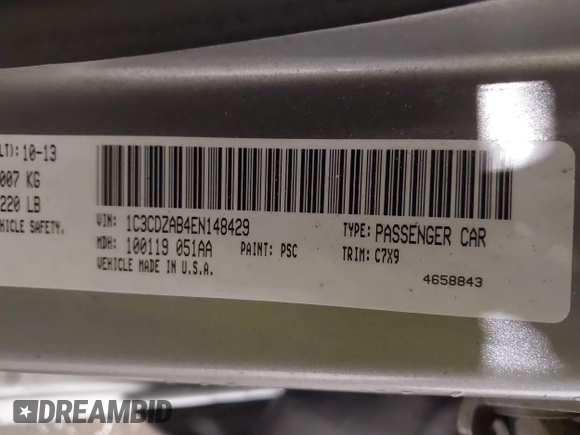 LT): 10-13
007 KG
220 LB
HICLE SAFETY.
VIN: 1C3CDZAB4EN148429 TYPE: PASSENGER CAR
MDH: 100119 051AA PAINT: PSC TRIM: C7X9
VEHICLE MADE IN U.S.A.
4658843
DREAMBID